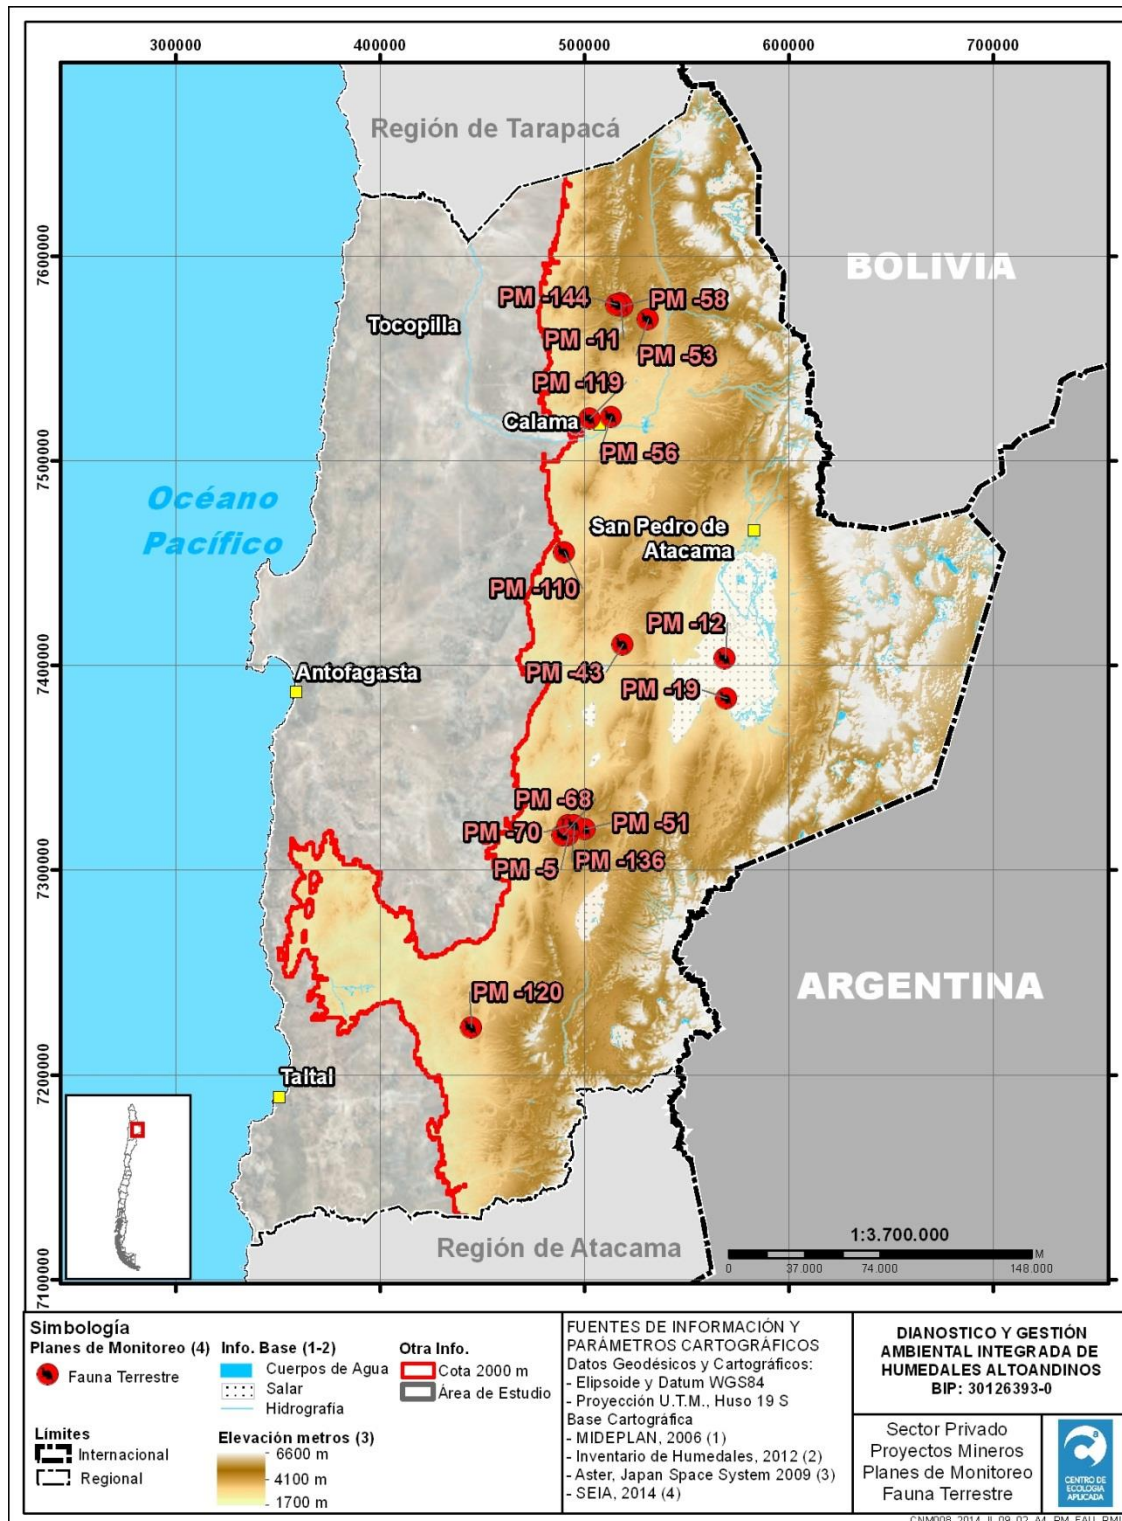 300000
400000
500000
600000
700000
Región de Tarapacá
7600000
BOLIVIA
PM -144
PM -58
Tocopilla
PM -11
PM -53
PM -119
Calama
PM -56
7500000
Océano
Pacífico
San Pedro de
Atacama
PM -110
PM -12
7400000
PM -43
Antofagasta
PM -19
PM -68
PM -70
PM -51
PM -5
PM -136
7300000
ARGENTINA
PM -120
7200000
Taltal
Región de Atacama
1:3.700.000
M
0
37.000
74.000
148.000
7100000
Simbología
Planes de Monitoreo (4)
Fauna Terrestre
Límites
Internacional
Regional
Info. Base (1-2)
Cuerpos de Agua
Salar
Hidrografia
Elevación metros (3)
6600 m
4100 m
1700 m
Otra Info.
Cota 2000 m
Área de Estudio
FUENTES DE INFORMACIÓN Y
PARÁMETROS CARTOGRÁFICOS
Datos Geodésicos y Cartográficos:
- Elipsoide y Datum WGS84
- Proyección U.T.M., Huso 19 S
Base Cartográfica
- MIDEPLAN, 2006 (1)
- Inventario de Humedales, 2012 (2)
- Aster, Japan Space System 2009 (3)
- SEIA, 2014 (4)
DIANOSTICO Y GESTIÓN
AMBIENTAL INTEGRADA DE
HUMEDALES ALTOANDINOS
BIP: 30126393-0
Sector Privado
Proyectos Mineros
Planes de Monitoreo
Fauna Terrestre
CENTRO DE
ECOLOGÍA
APLICADA